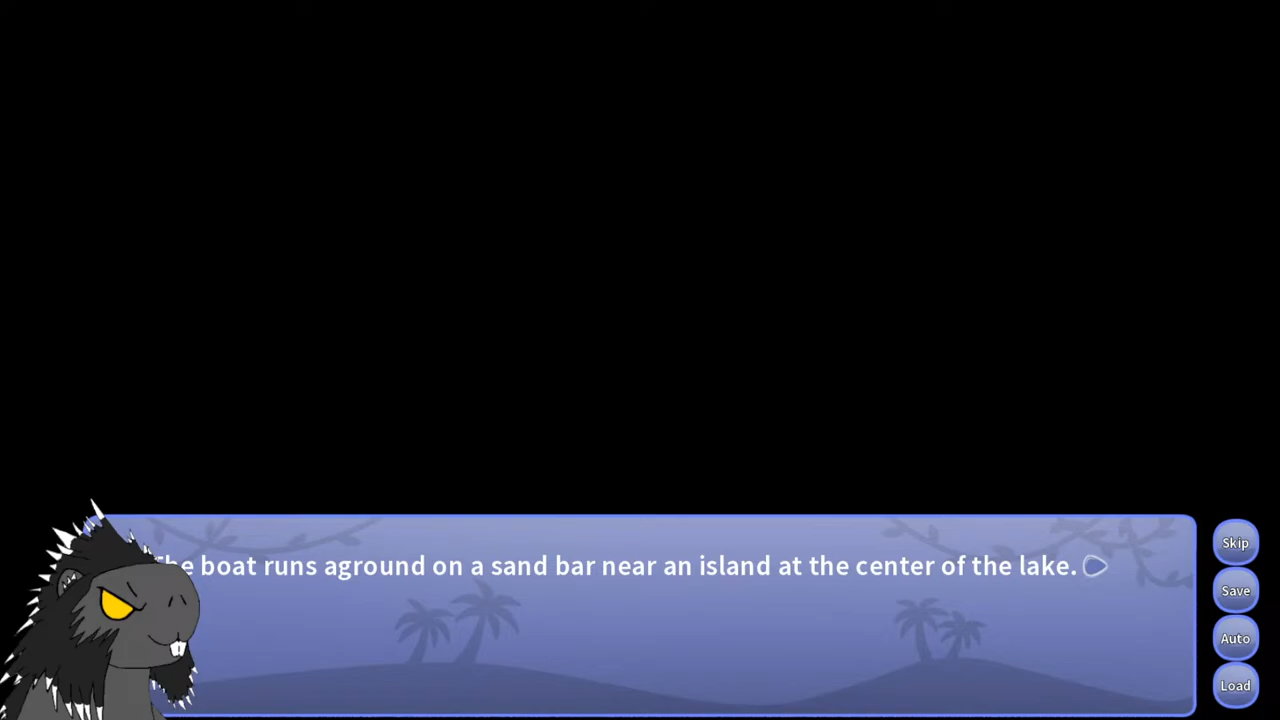 The boat runs aground on a sand bar near an island at the center of the lake.
Skip
Save
Auto
Load